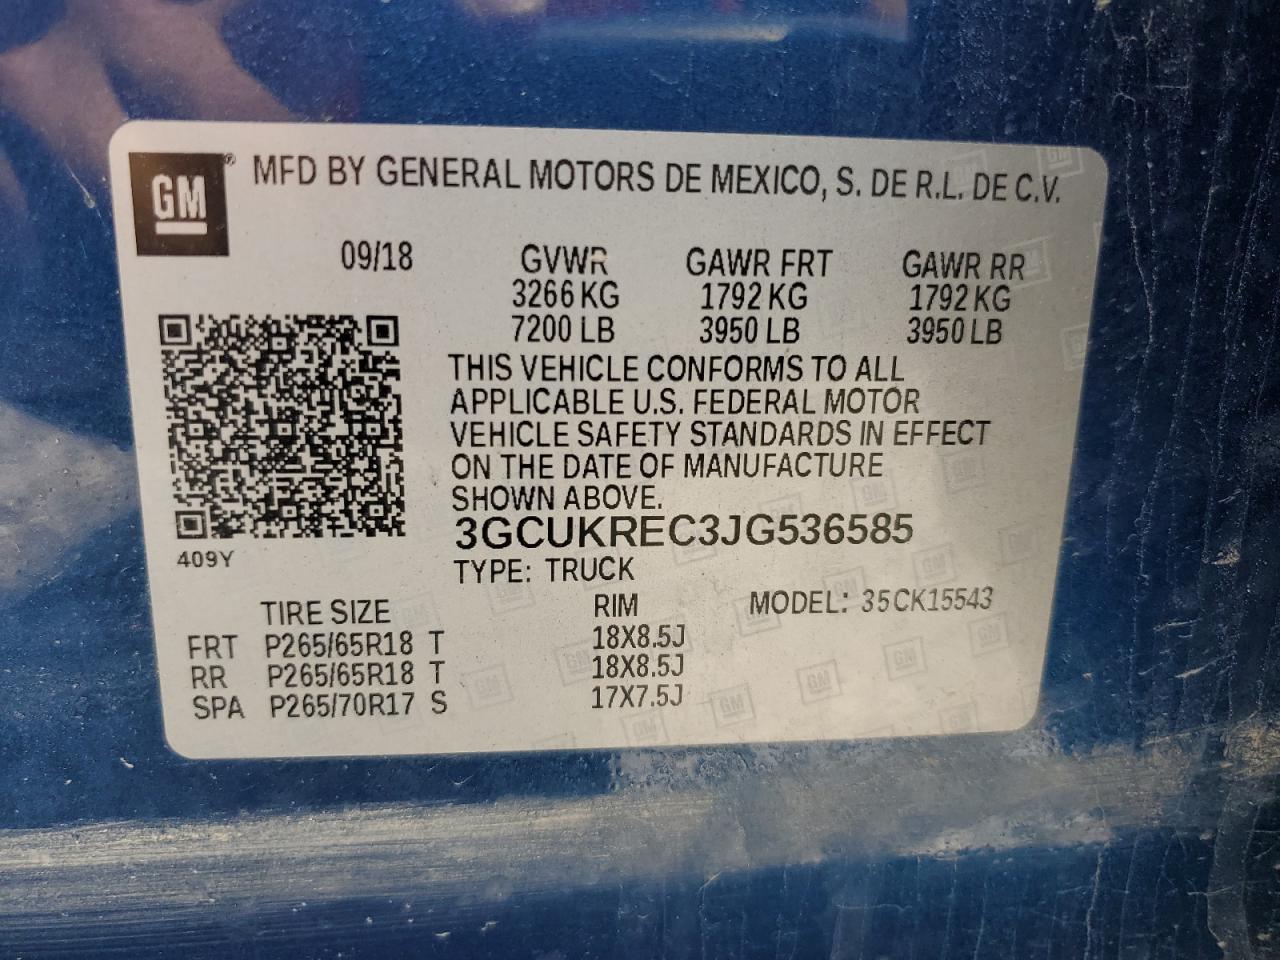 GM® MFD BY GENERAL MOTORS DE MEXICO, S. DE R.L. DE C.V.
09/18 GVWR GAWR FRT GAWR RR
3266 KG 1792 KG 1792 KG
7200 LB 3950 LB 3950 LB
THIS VEHICLE CONFORMS TO ALL
APPLICABLE U.S. FEDERAL MOTOR
VEHICLE SAFETY STANDARDS IN EFFECT
ON THE DATE OF MANUFACTURE
SHOWN ABOVE.
3GCUKREC3JG536585
409Y
TYPE: TRUCK
TIRE SIZE RIM MODEL: 35CK15543
FRT P265/65R18 T 18X8.5J
RR P265/65R18 T 18X8.5J
SPA P265/70R17 S 17X7.5J